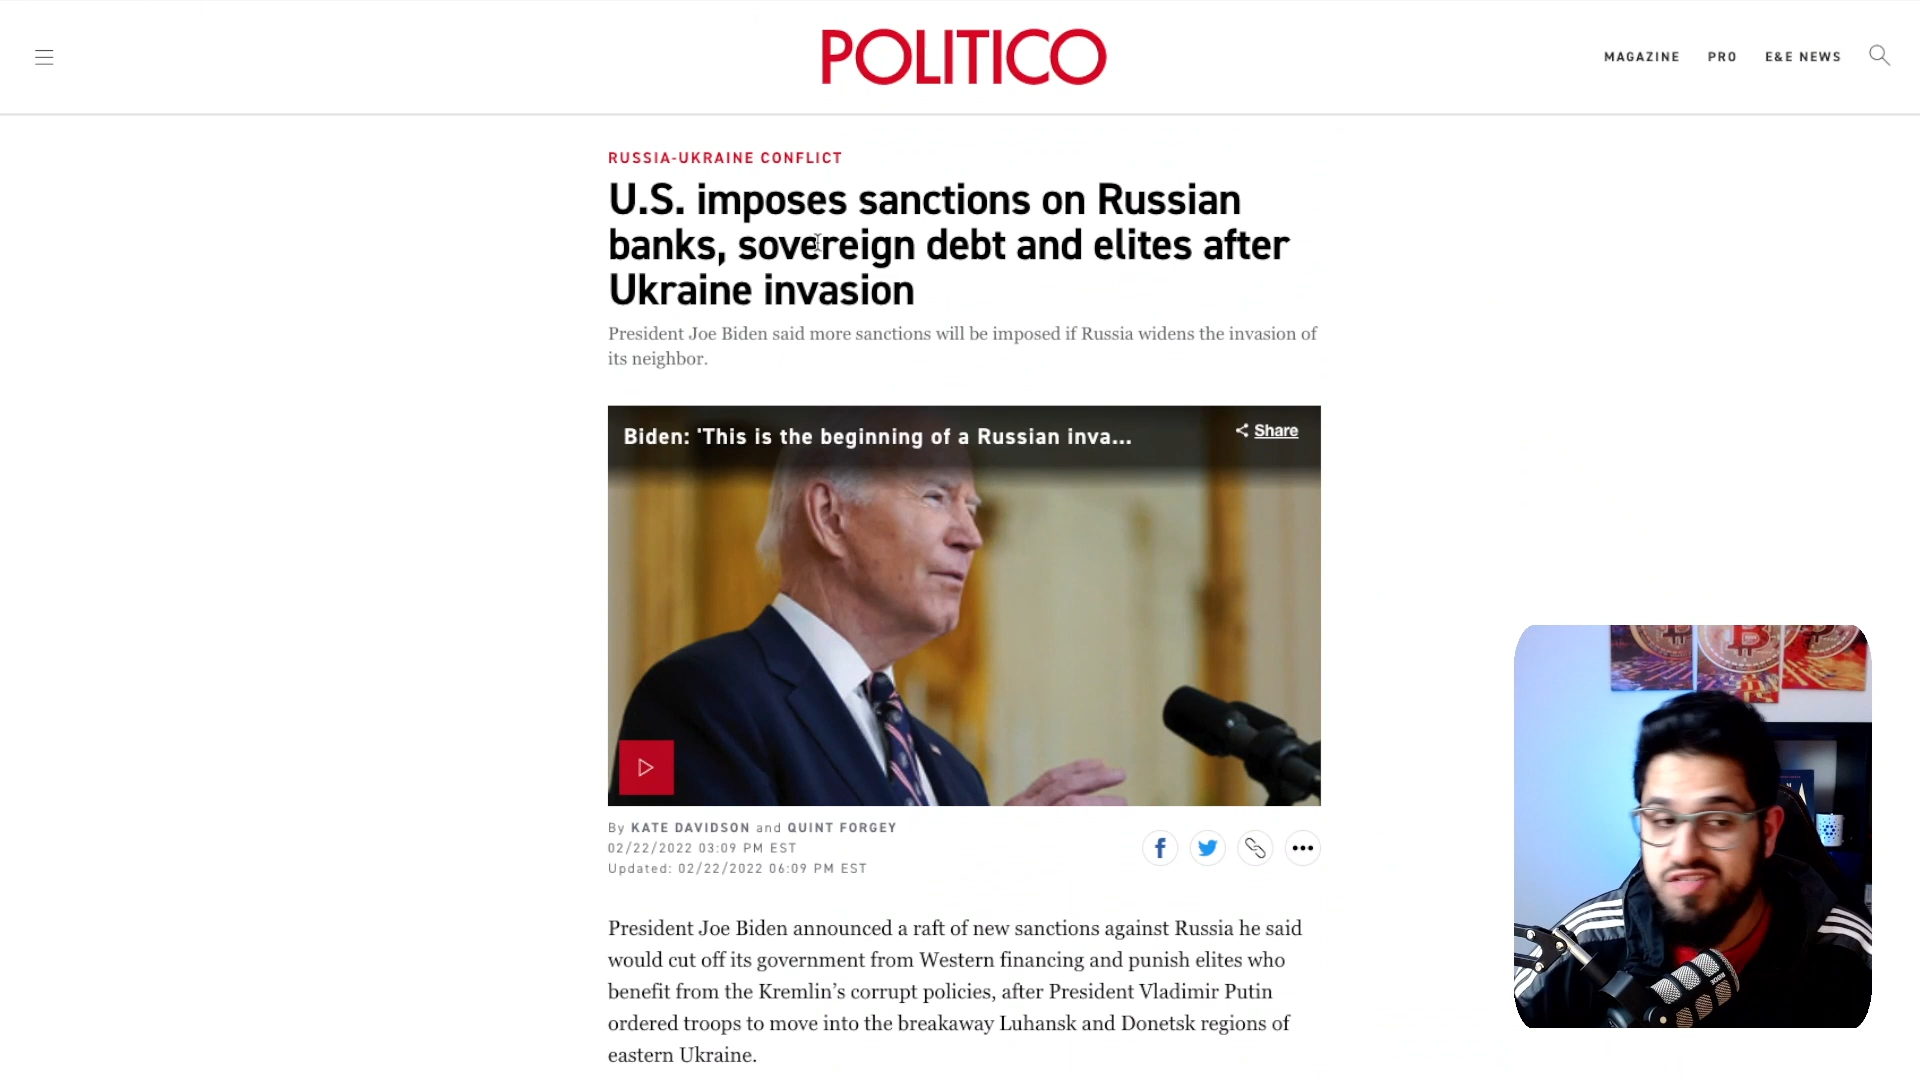 POLITICO
MAGAZINE PRO E&E NEWS
RUSSIA-UKRAINE CONFLICT
U.S. imposes sanctions on Russian
banks, sovereign debt and elites after
Ukraine invasion
President Joe Biden said more sanctions will be imposed if Russia widens the invasion of
its neighbor.
Biden: 'This is the beginning of a Russian inva...
Share
By KATE DAVIDSON and QUINT FORGEY
02/22/2022 03:09 PM EST
Updated: 02/22/2022 06:09 PM EST
President Joe Biden announced a raft of new sanctions against Russia he said
would cut off its government from Western financing and punish elites who
benefit from the Kremlin’s corrupt policies, after President Vladimir Putin
ordered troops to move into the breakaway Luhansk and Donetsk regions of
eastern Ukraine.